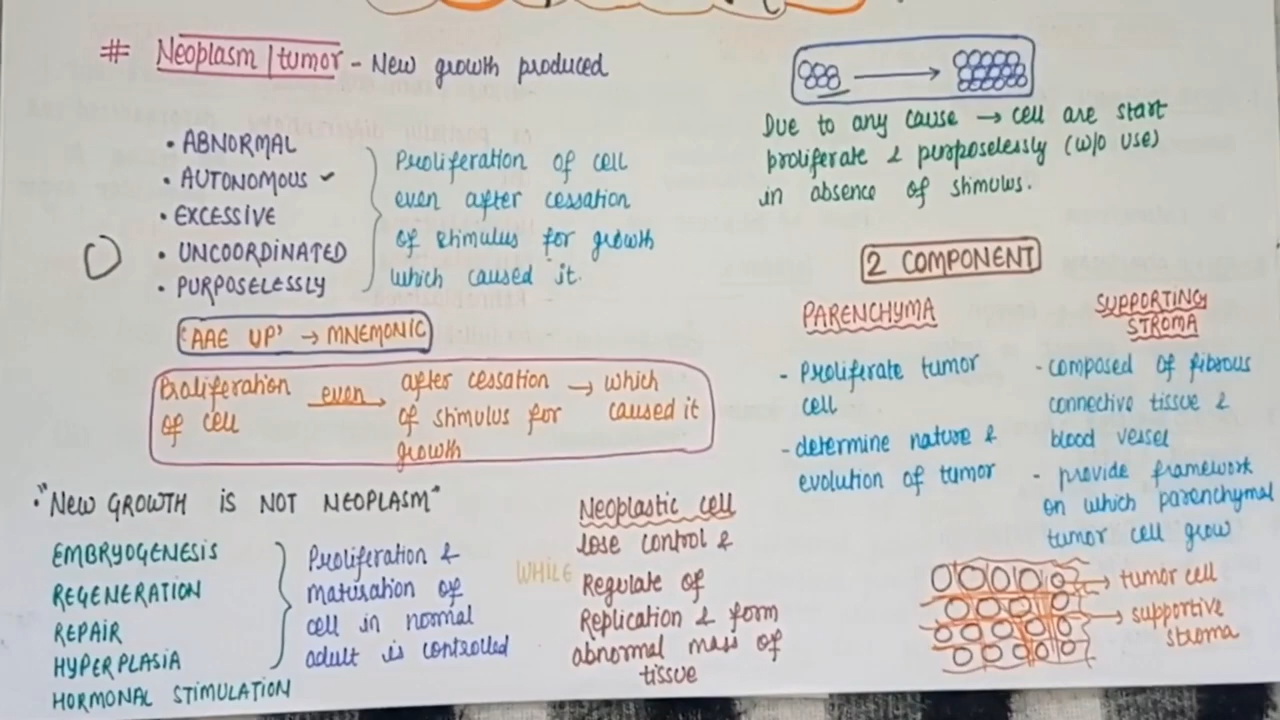 # Neoplasm | tumor - New growth produced
• ABNORMAL
• AUTONOMOUS
• EXCESSIVE
• UNCOORDINATED
• PURPOSELESSLY
Proliferation of cell
even after cessation
of stimulus for growth
which caused it.
'AAE UP' → MNEMONIC
Proliferation of cell even → after cessation of stimulus for growth → which caused it
• "NEW GROWTH IS NOT NEOPLASM"
EMBRYOGENESIS
REGENERATION
REPAIR
HYPERPLASIA
HORMONAL STIMULATION
Proliferation &
maturation of
cell in normal
adult is controlled
WHILE
Neoplastic cell
lose control &
Regulate of
Replication & form
abnormal mass of
tissue
Due to any cause → cell are start
proliferate & purposelessly (w/o use)
in absence of stimulus.
2 COMPONENT
PARENCHYMA
- Proliferate tumor
cell
- determine nature &
evolution of tumor
SUPPORTING
STROMA
- composed of fibrous
connective tissue &
blood vessel
- provide framework
on which parenchymal
tumor cell grow
→ tumor cell
→ supportive
stroma